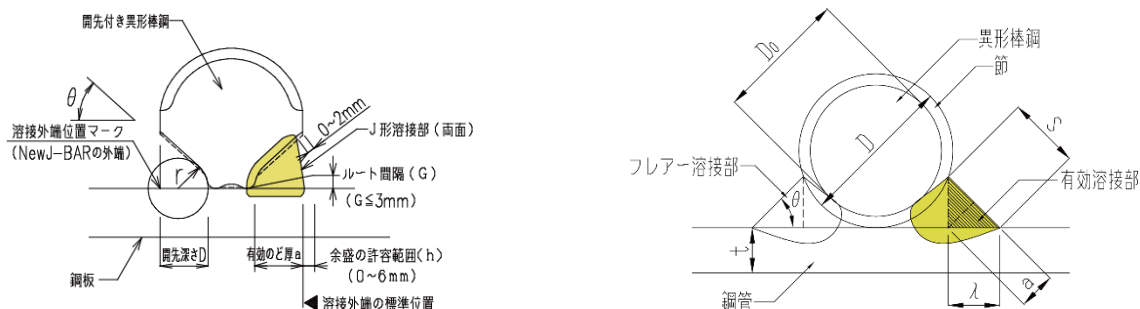 開先付き異形棒鋼
θ
溶接外端位置マーク
(NewJ-BARの外端)
r
0~2mm
J形溶接部(両面)
ルート間隔(G)
(G≦3mm)
開先深さD
有効のど厚a
余盛の許容範囲(h)
(0~6mm)
鋼板
◀ 溶接外端の標準位置
D₀
異形棒鋼
節
D
S
フレアー溶接部
θ
有効溶接部
t
鋼管
λ
a